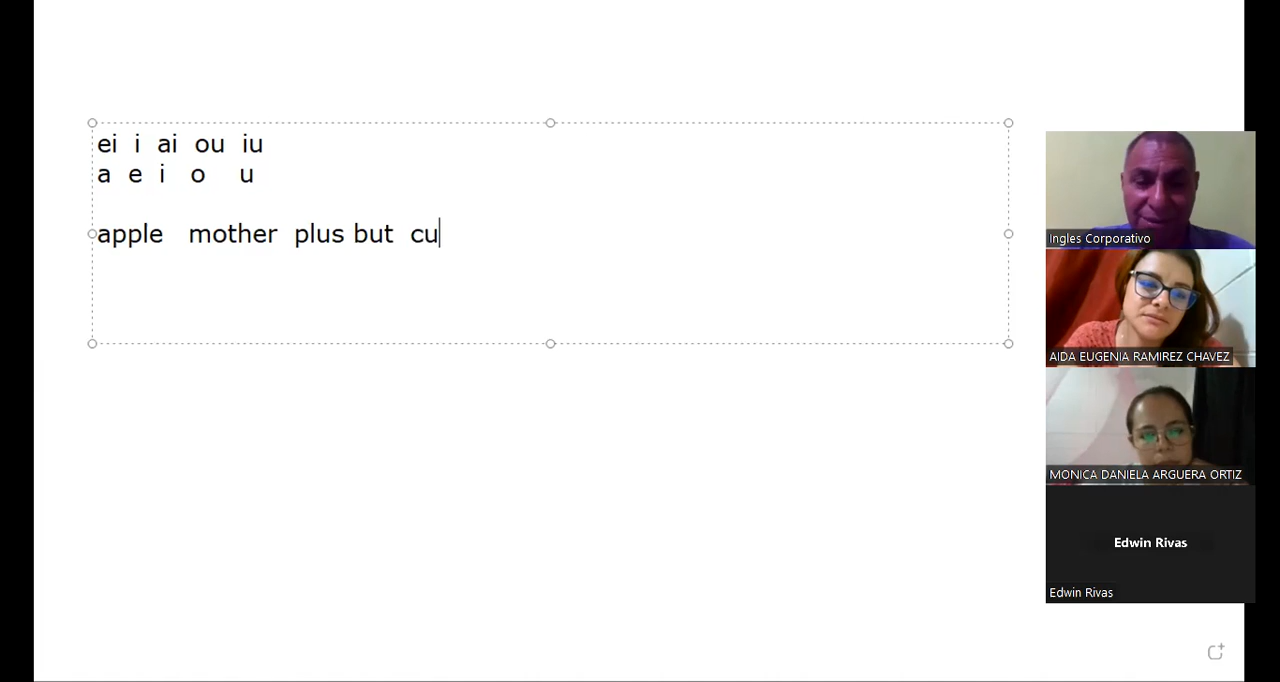 ei i ai ou iu
a e i o u
apple mother plus but cu
Ingles Corporativo
AIDA EUGENIA RAMIREZ CHAVEZ
MONICA DANIELA ARGUERA ORTIZ
Edwin Rivas
Edwin Rivas